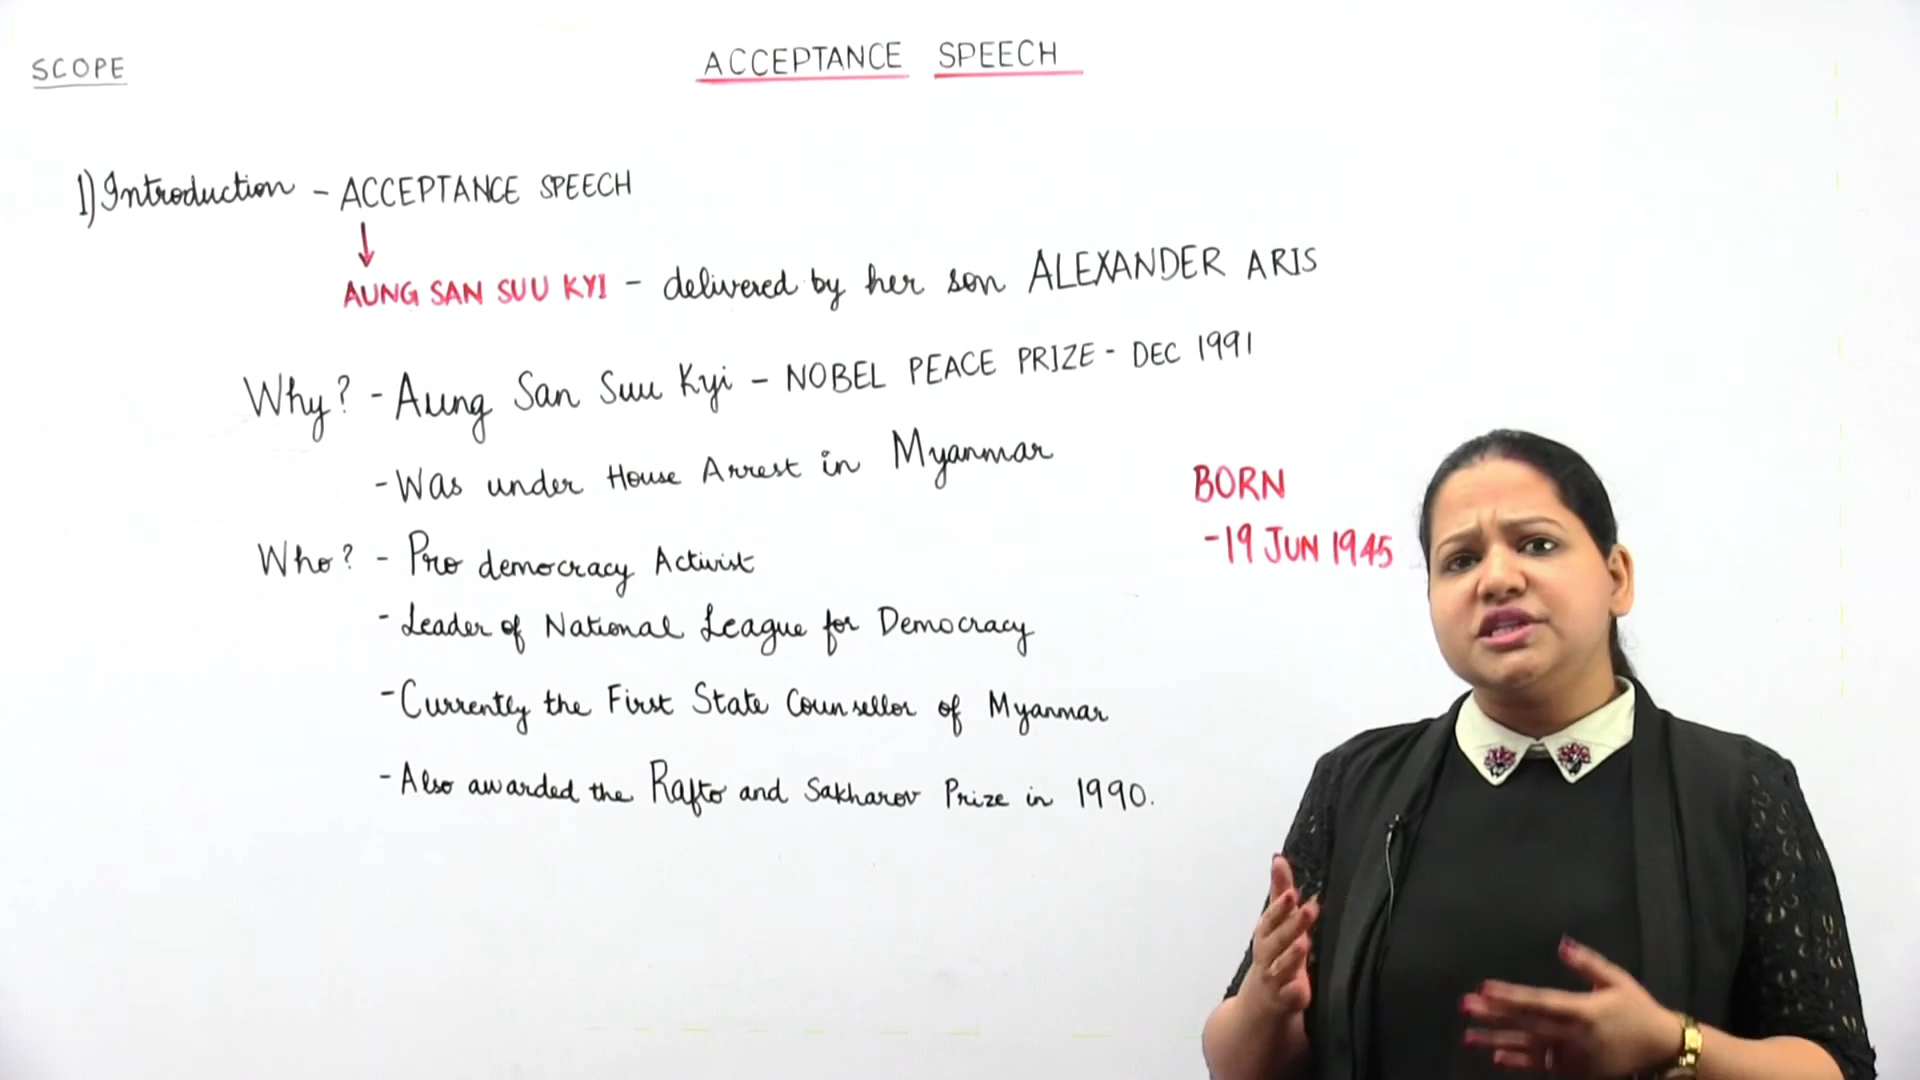 SCOPE
ACCEPTANCE SPEECH
1) Introduction - ACCEPTANCE SPEECH
AUNG SAN SUU KYI - delivered by her son ALEXANDER ARIS
Why? - Aung San Suu Kyi - NOBEL PEACE PRIZE - DEC 1991
- Was under House Arrest in Myanmar
BORN
- 19 JUN 1945
Who? - Pro democracy Activist
- Leader of National League for Democracy
- Currently the First State Counsellor of Myanmar
- Also awarded the Rafto and Sakharov Prize in 1990.